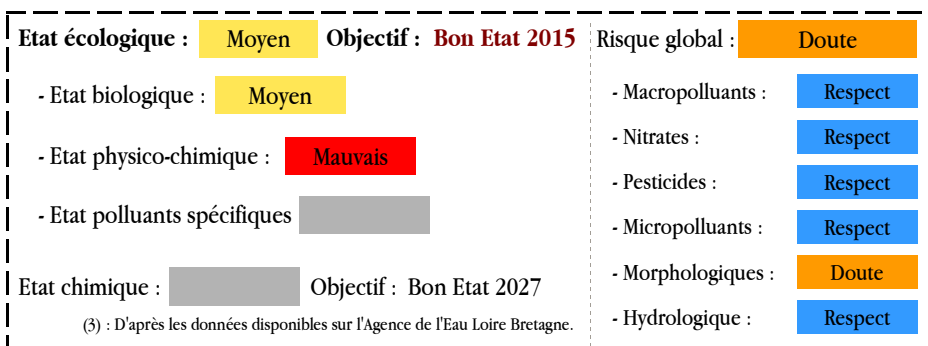 Etat écologique : Moyen Objectif : Bon Etat 2015
- Etat biologique : Moyen
- Etat physico-chimique : Mauvais
- Etat polluants spécifiques
Etat chimique : Objectif : Bon Etat 2027
(3) : D'après les données disponibles sur l'Agence de l'Eau Loire Bretagne.
Risque global : Doute
- Macropolluants : Respect
- Nitrates : Respect
- Pesticides : Respect
- Micropolluants : Respect
- Morphologiques : Doute
- Hydrologique : Respect